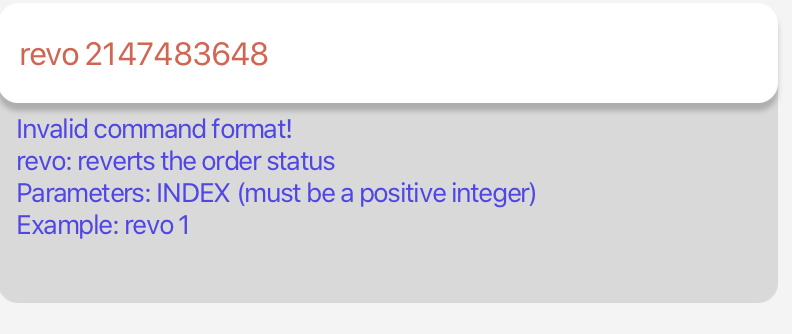 revo 2147483648
Invalid command format!
revo: reverts the order status
Parameters: INDEX (must be a positive integer)
Example: revo 1